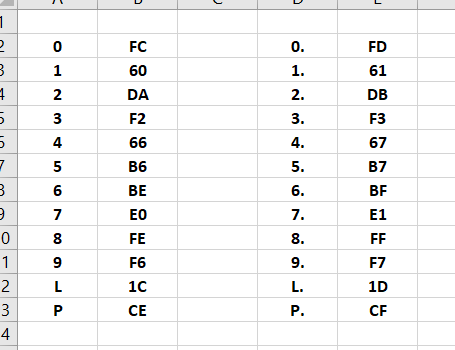 1
2 0 FC 0. FD
3 1 60 1. 61
4 2 DA 2. DB
5 3 F2 3. F3
6 4 66 4. 67
7 5 B6 5. B7
8 6 BE 6. BF
9 7 E0 7. E1
0 8 FE 8. FF
1 9 F6 9. F7
2 L 1C L. 1D
3 P CE P. CF
4